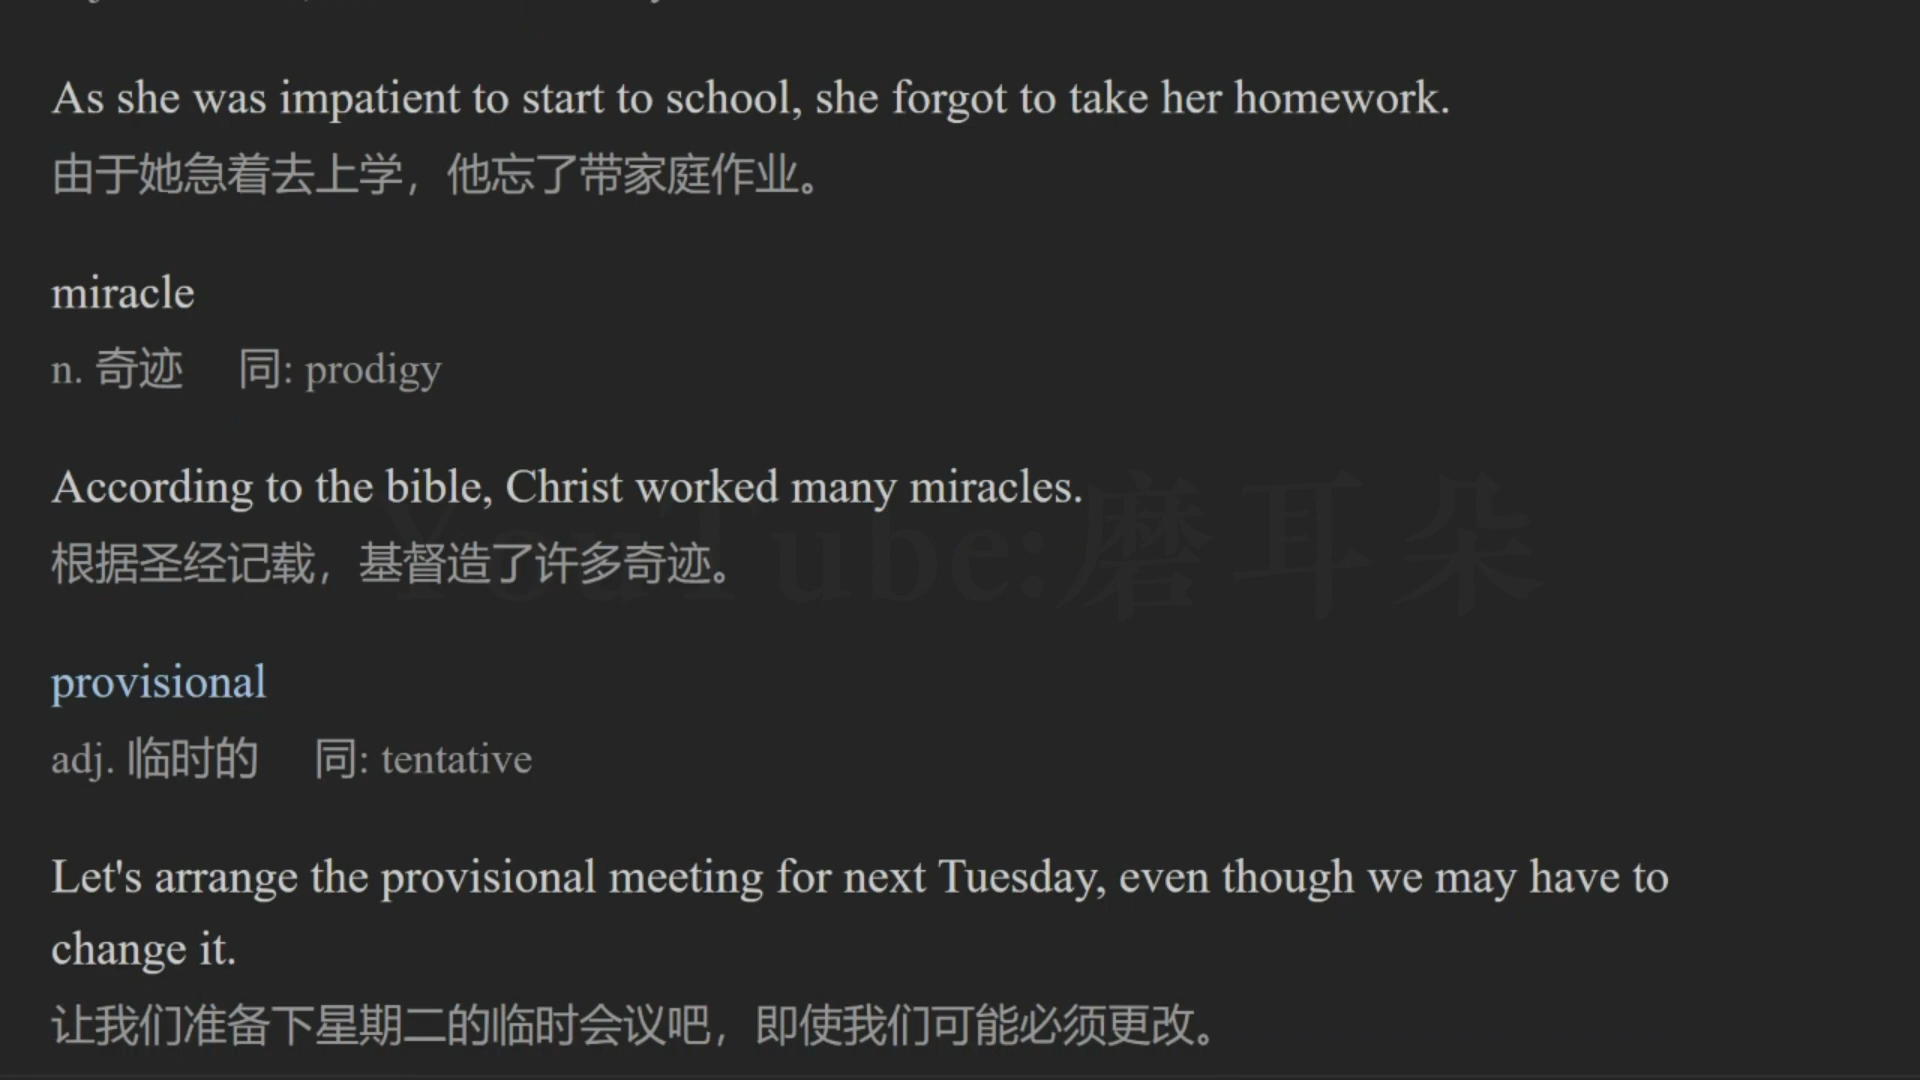 As she was impatient to start to school, she forgot to take her homework.
由于她急着去上学，他忘了带家庭作业。
miracle
n. 奇迹 同: prodigy
According to the bible, Christ worked many miracles.
根据圣经记载，基督造了许多奇迹。
YouTube:磨耳朵
provisional
adj. 临时的 同: tentative
Let's arrange the provisional meeting for next Tuesday, even though we may have to
change it.
让我们准备下星期二的临时会议吧，即使我们可能必须更改。